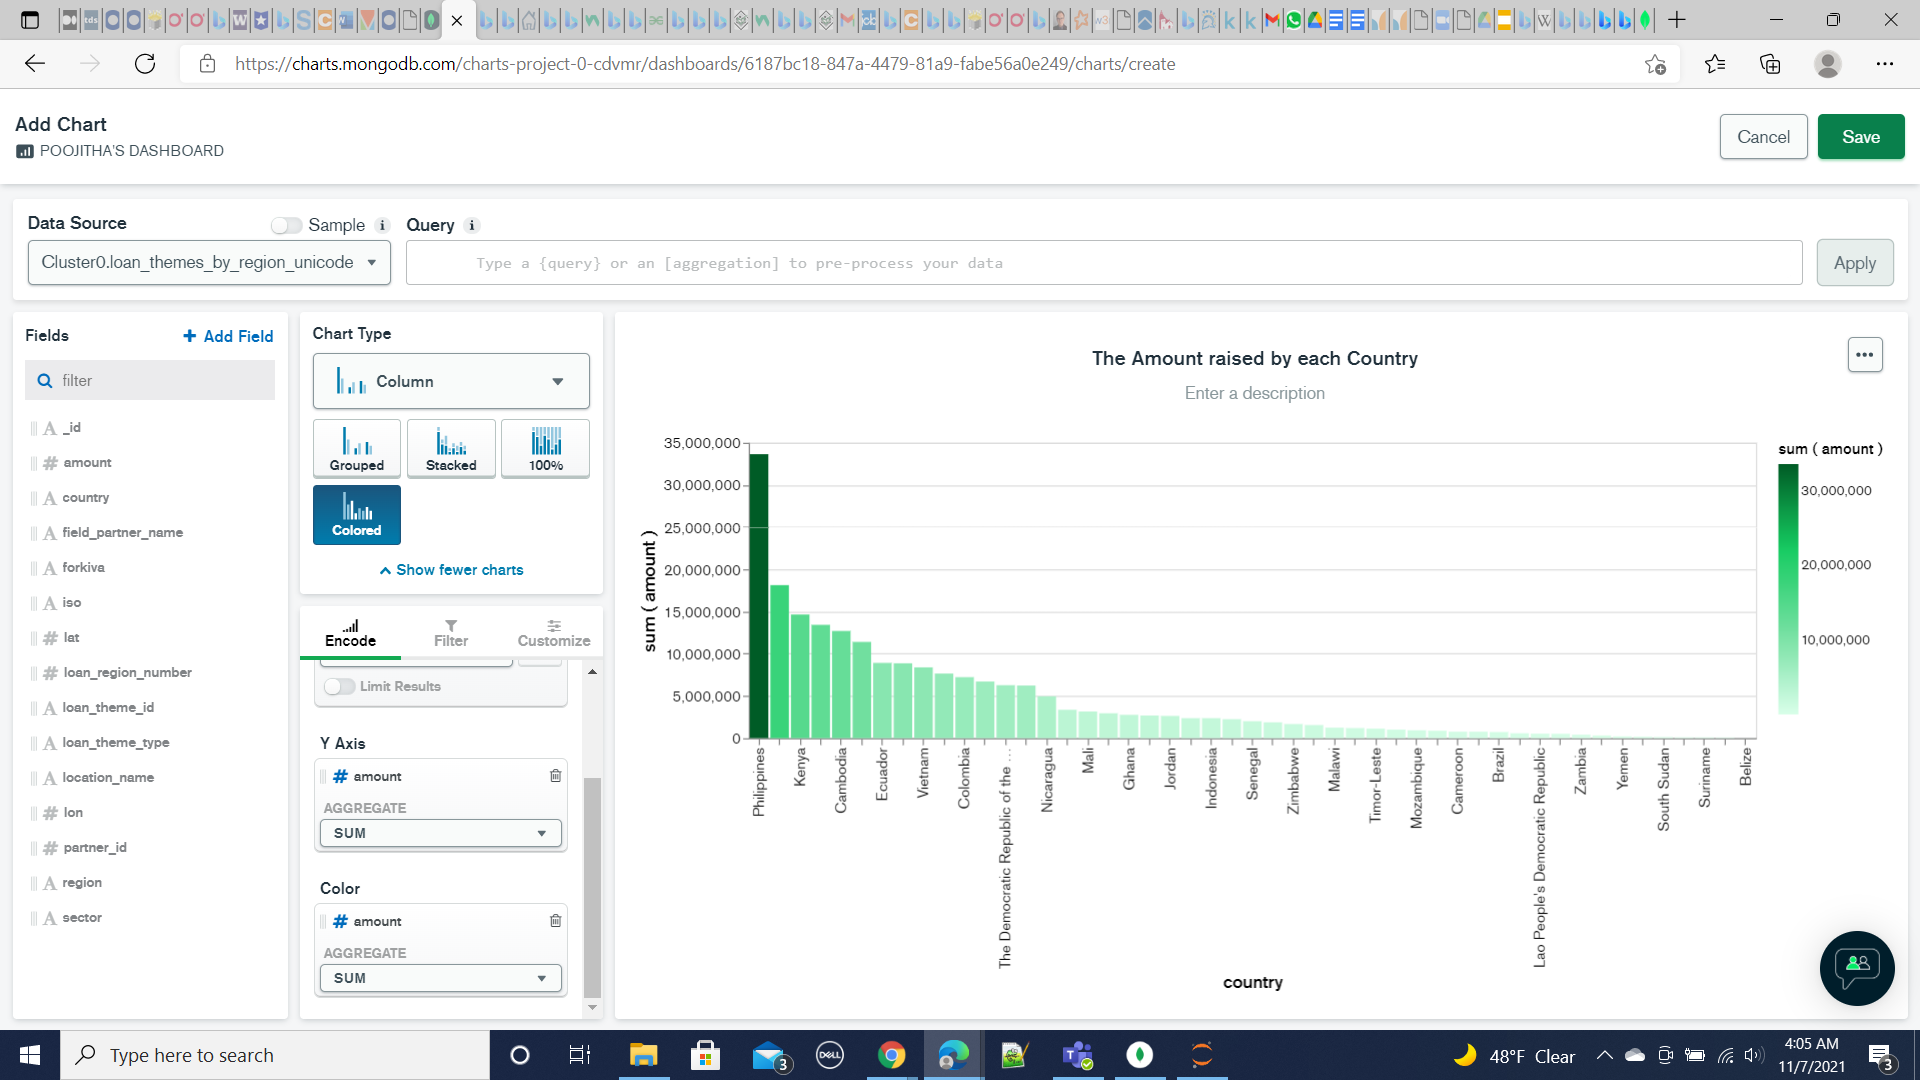 https://charts.mongodb.com/charts-project-0-cdvmr/dashboards/6187bc18-847a-4479-81a9-fabe56a0e249/charts/create
Add Chart
POOJITHA'S DASHBOARD
Cancel
Save
Data Source
Sample
Query
Cluster0.loan_themes_by_region_unicode
Type a {query} or an [aggregation] to pre-process your data
Apply
Fields
+ Add Field
filter
A _id
# amount
A country
A field_partner_name
A forkiva
A iso
# lat
# loan_region_number
A loan_theme_id
A loan_theme_type
A location_name
# lon
# partner_id
A region
A sector
Chart Type
Column
Grouped
Stacked
100%
Colored
Show fewer charts
Encode
Filter
Customize
Limit Results
Y Axis
# amount
AGGREGATE
SUM
Color
# amount
AGGREGATE
SUM
The Amount raised by each Country
Enter a description
sum ( amount )
35,000,000
30,000,000
25,000,000
20,000,000
15,000,000
10,000,000
5,000,000
0
Philippines
Kenya
Cambodia
Ecuador
Vietnam
Colombia
The Democratic Republic of the ...
Nicaragua
Mali
Ghana
Jordan
Indonesia
Senegal
Zimbabwe
Malawi
Timor-Leste
Mozambique
Cameroon
Brazil
Lao People's Democratic Republic
Zambia
Yemen
South Sudan
Suriname
Belize
country
sum ( amount )
30,000,000
20,000,000
10,000,000
Type here to search
3
DELL
48°F Clear
4:05 AM
11/7/2021
3